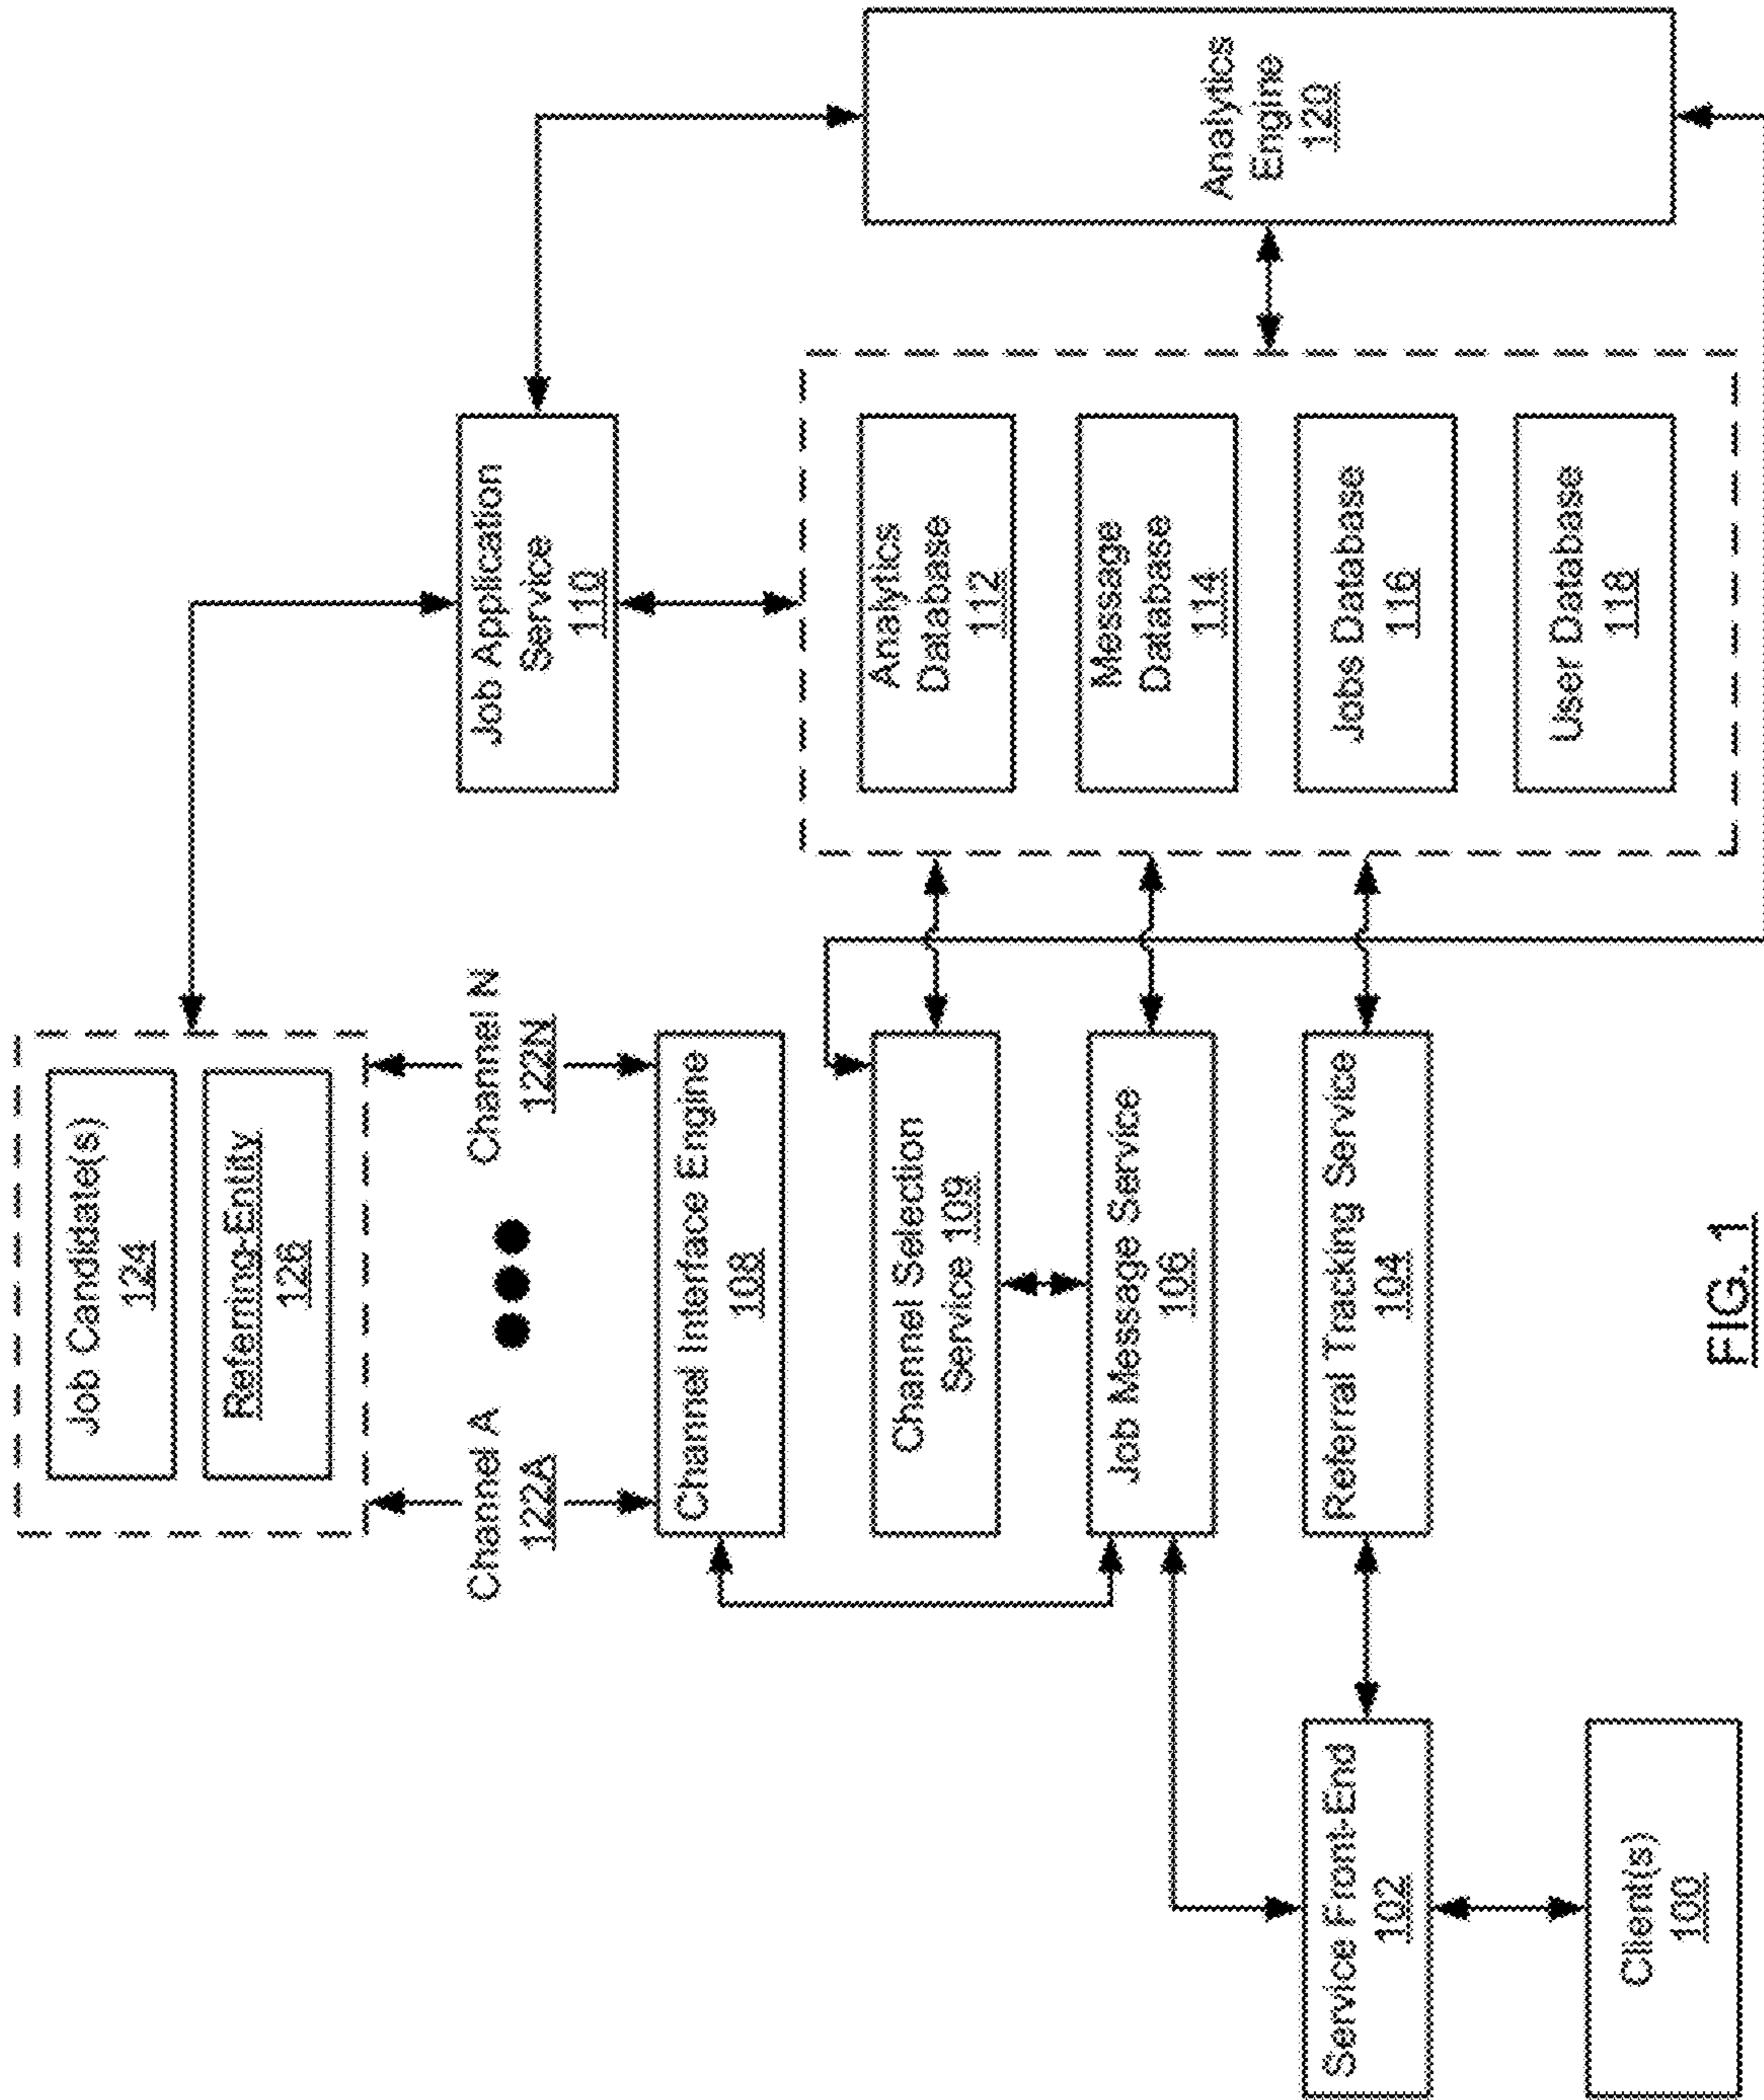 Job Candidate(s)
124
Referring-Entity
126
Channel A
122A
Channel N
122N
Channel Interface Engine
108
Channel Selection
Service 109
Job Message Service
106
Referral Tracking Service
104
Service Front-End
102
Client(s)
100
Job Application
Service
110
Analytics
Database
112
Message
Database
114
Jobs Database
116
User Database
118
Analytics
Engine
120
FIG. 1